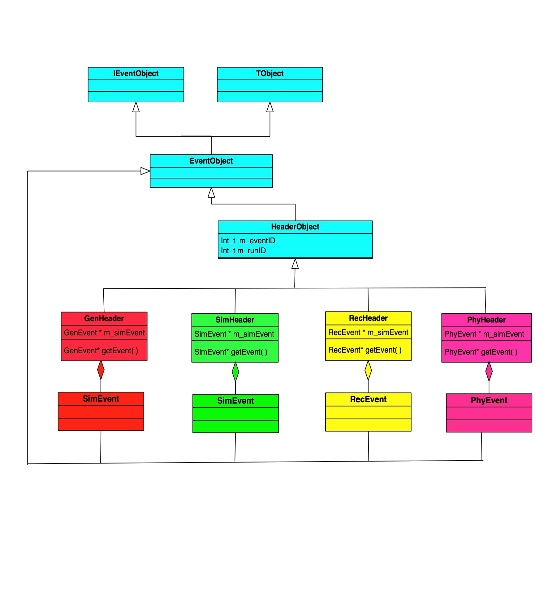 IEventObject
TObject
EventObject
HeaderObject
Int_t m_eventID
Int_t m_runID
GenHeader
GenEvent * m_simEvent
GenEvent* getEvent( )
SimHeader
SimEvent * m_simEvent
SimEvent* getEvent( )
RecHeader
RecEvent * m_simEvent
RecEvent* getEvent( )
PhyHeader
PhyEvent * m_simEvent
PhyEvent* getEvent( )
SimEvent
SimEvent
RecEvent
PhyEvent